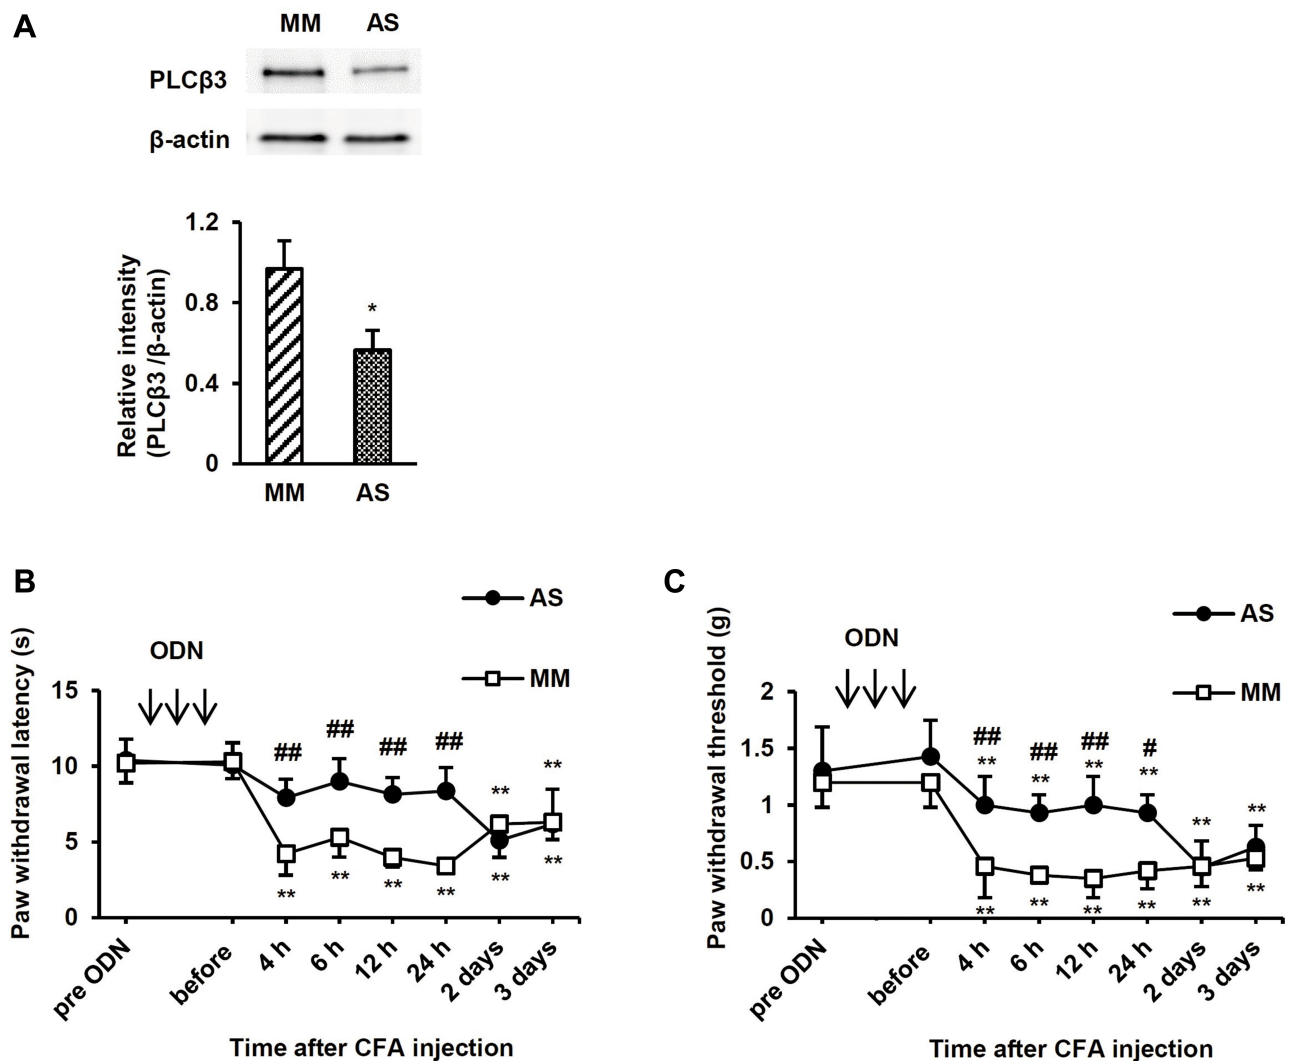 A
MM AS
PLCβ3
β-actin
Relative intensity
(PLCβ3 /β-actin)
1.2
0.8
0.4
0
*
MM AS
B
AS
MM
ODN
Paw withdrawal latency (s)
15
10
5
0
## ## ## ##
** **
** ** ** ** ** **
pre ODN before 4 h 6 h 12 h 24 h 2 days 3 days
Time after CFA injection
C
AS
MM
ODN
Paw withdrawal threshold (g)
2
1.5
1
0.5
0
## ## ## #
** ** ** ** ** **
** ** ** ** ** **
pre ODN before 4 h 6 h 12 h 24 h 2 days 3 days
Time after CFA injection